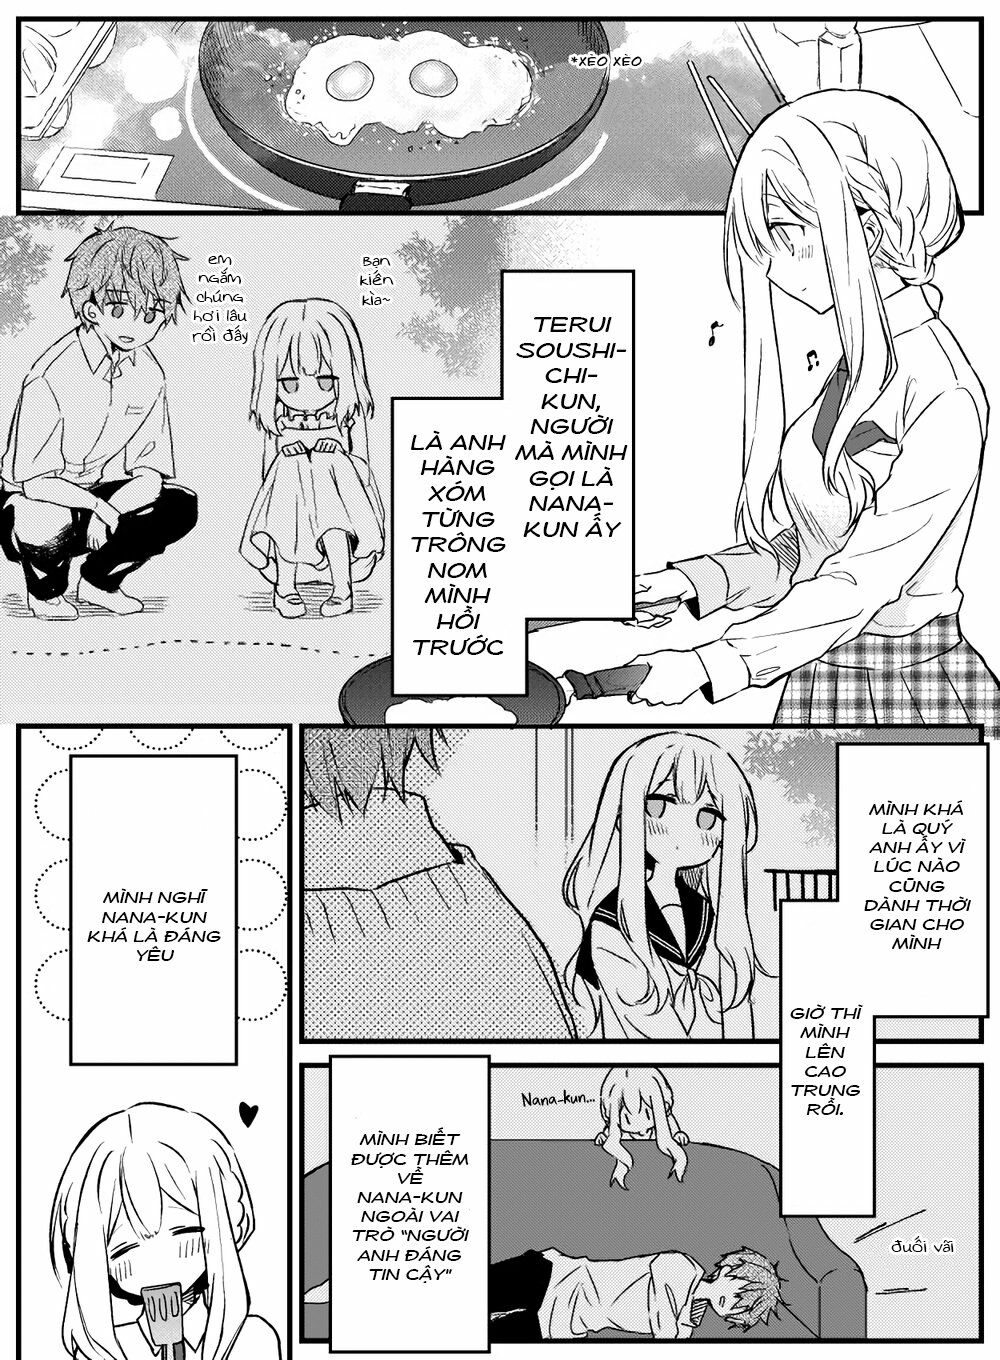 *XÈO XÈO
TERUI
SOUSHI-
CHI-
KUN,
NGƯỜI
MÀ MÌNH
GỌI LÀ
NANA-
KUN ẤY
Bạn
kiến
kìa~
em
ngắm
chúng
hơi lâu
rồi đấy
LÀ ANH
HÀNG
XÓM
TỪNG
TRÔNG
NOM
MÌNH
HỒI
TRƯỚC
MÌNH KHÁ
LÀ QUÝ
ANH ẤY VÌ
LÚC NÀO
CŨNG
DÀNH THỜI
GIAN CHO
MÌNH
GIỜ THÌ
MÌNH
LÊN
CAO
TRUNG
RỒI.
Nana-kun...
đuối vãi
MÌNH BIẾT
ĐƯỢC THÊM
VỀ
NANA-KUN
NGOÀI VAI
TRÒ "NGƯỜI
ANH ĐÁNG
TIN CẬY"
MÌNH NGHĨ
NANA-KUN
KHÁ LÀ ĐÁNG
YÊU